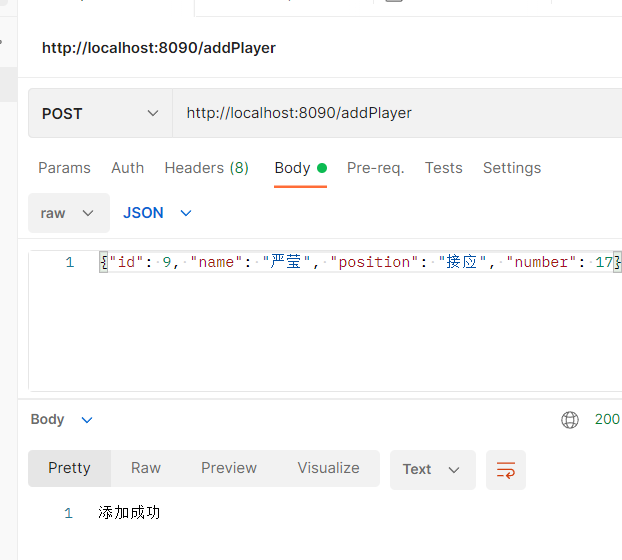 http://localhost:8090/addPlayer
POST http://localhost:8090/addPlayer
Params Auth Headers (8) Body Pre-req. Tests Settings
raw JSON
1 {"id": 9, "name": "严莹", "position": "接应", "number": 17}
Body 200
Pretty Raw Preview Visualize Text
1 添加成功